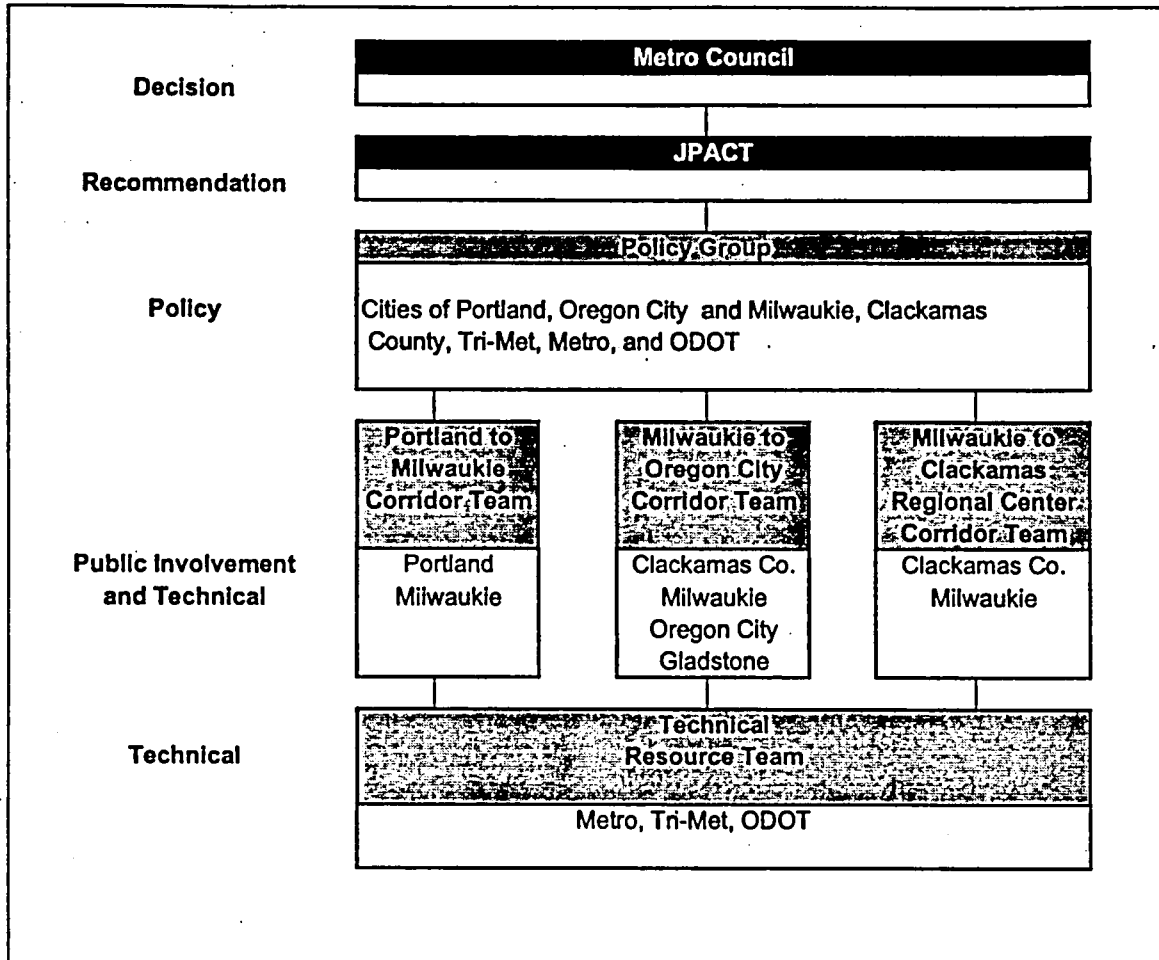 Metro Council
Decision
JPACT
Recommendation
Policy Group
Policy
Cities of Portland, Oregon City and Milwaukie, Clackamas
County, Tri-Met, Metro, and ODOT
Portland to
Milwaukie
Corridor Team
Milwaukie to
Oregon City
Corridor Team
Milwaukie to
Clackamas
Regional Center
Corridor Team
Public Involvement
and Technical
Portland
Milwaukie
Clackamas Co.
Milwaukie
Oregon City
Gladstone
Clackamas Co.
Milwaukie
Technical
Technical
Resource Team
Metro, Tri-Met, ODOT